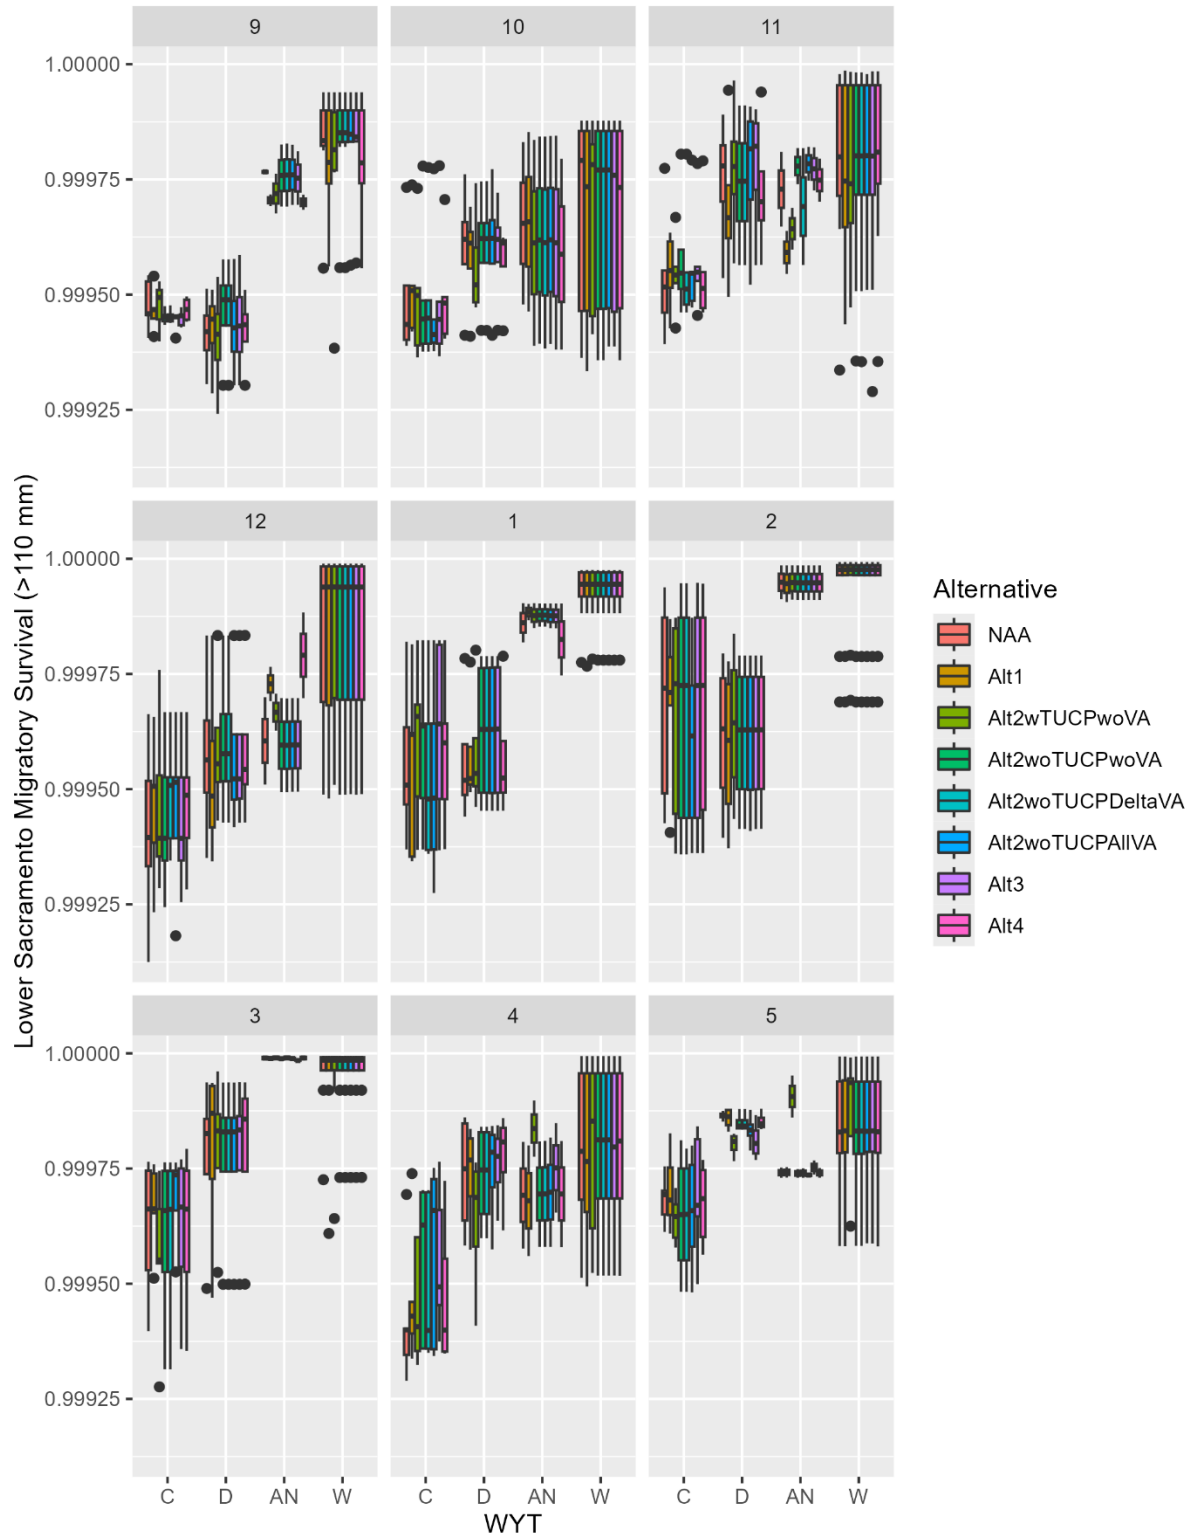 9 10 11
1.00000
0.99975
0.99950
0.99925
12 1 2
1.00000
0.99975
0.99950
0.99925
3 4 5
1.00000
0.99975
0.99950
0.99925
C D AN W C D AN W C D AN W
WYT
Lower Sacramento Migratory Survival (>110 mm)
Alternative
NAA
Alt1
Alt2wTUCPwoVA
Alt2woTUCPwoVA
Alt2woTUCPDeltaVA
Alt2woTUCPAllVA
Alt3
Alt4